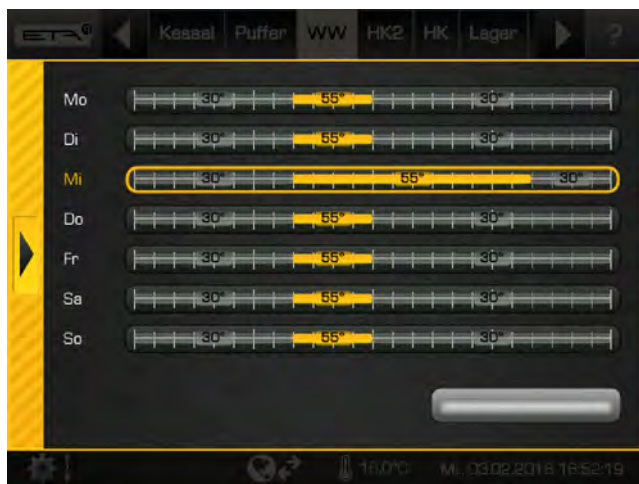 ETA Kessel Puffer WW HK2 HK Lager ?
Mo 30° 55° 30°
Di 30° 55° 30°
Mi 30° 55° 30°
Do 30° 55° 30°
Fr 30° 55° 30°
Sa 30° 55° 30°
So 30° 55° 30°
16.0°C Mi. 03.02.2016 16:52:19